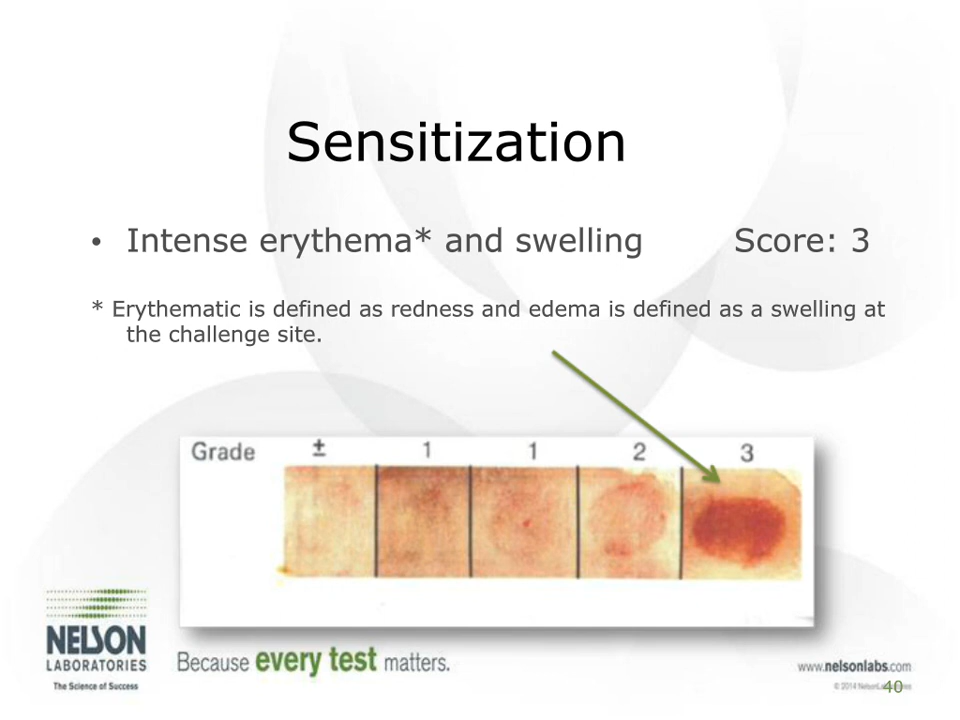 Sensitization
• Intense erythema* and swelling Score: 3
* Erythematic is defined as redness and edema is defined as a swelling at
the challenge site.
Grade ± 1 1 2 3
NELSON
LABORATORIES
The Science of Success
Because every test matters.
www.nelsonlabs.com
© 2014 NelsonLaboratories
40